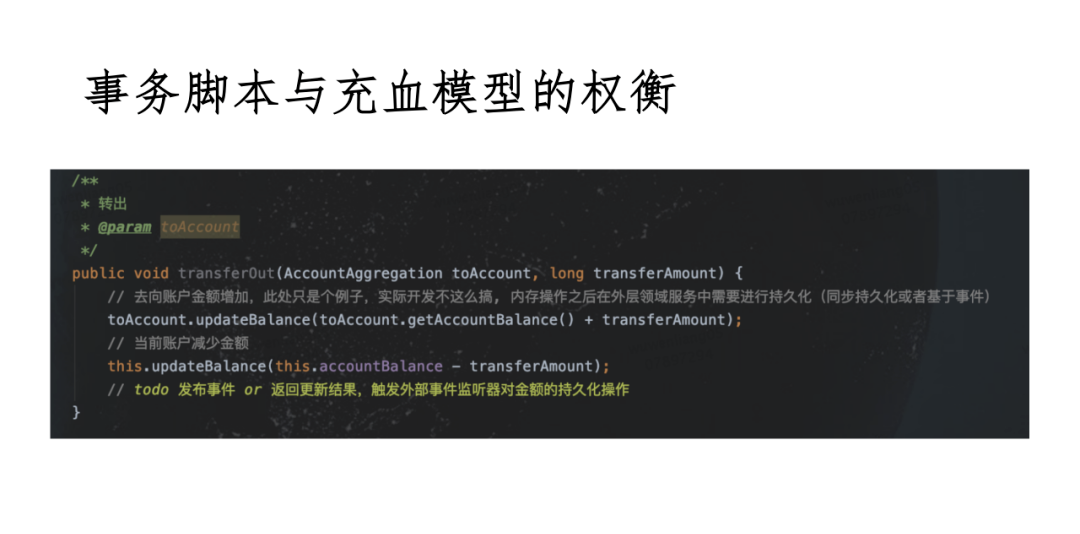 事务脚本与充血模型的权衡
/**
 * 转出
 * @param toAccount
 */
public void transferOut(AccountAggregation toAccount, long transferAmount) {
    // 去向账户金额增加，此处只是个例子，实际开发不这么搞, 内存操作之后在外层领域服务中需要进行持久化（同步持久化或者基于事件）
    toAccount.updateBalance(toAccount.getAccountBalance() + transferAmount);
    // 当前账户减少金额
    this.updateBalance(this.accountBalance - transferAmount);
    // todo 发布事件 or 返回更新结果，触发外部事件监听器对金额的持久化操作
}